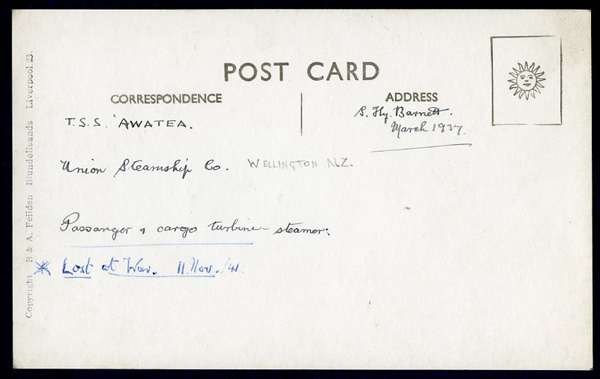 POST CARD
CORRESPONDENCE
ADDRESS
T.S.S. 'AWATEA.
S. Hy. Barnett.
March 1937.
Union Steamship Co. WELLINGTON N.Z.
Passanger & cargo turbine steamer:
* Lost at War. 11. Nov. /41.
Copyright B & A. Feilden Blundellsands Liverpool 23.